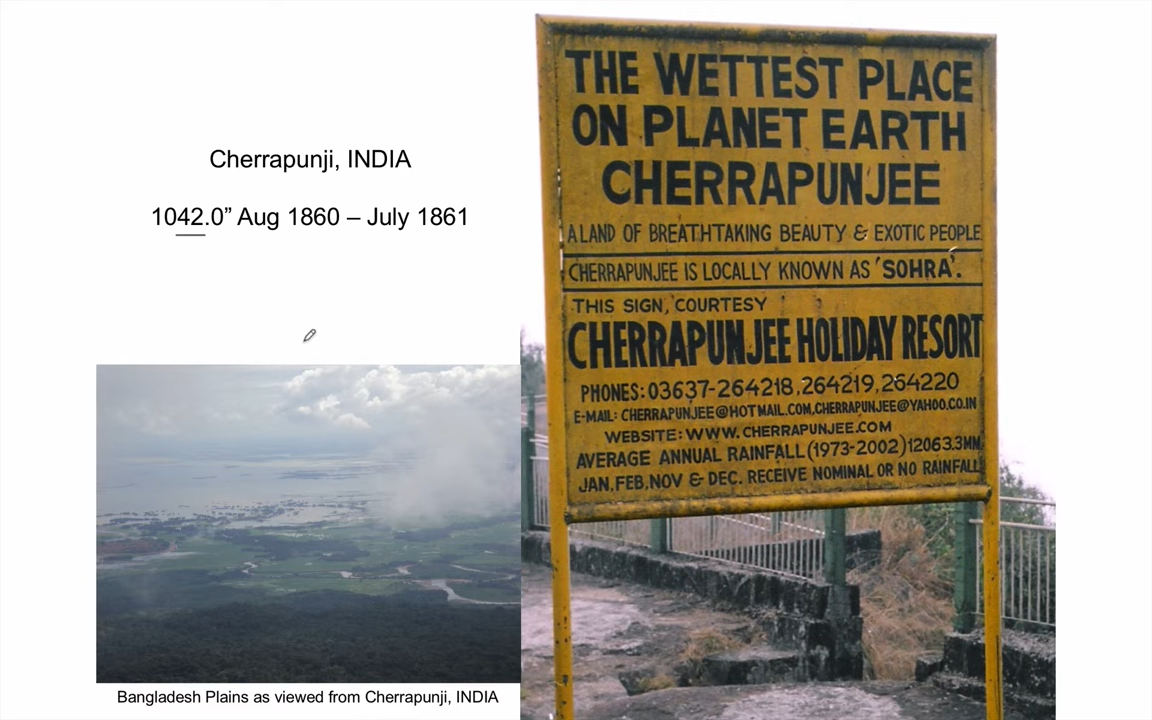 Cherrapunji, INDIA
1042.0” Aug 1860 – July 1861
Bangladesh Plains as viewed from Cherrapunji, INDIA
THE WETTEST PLACE
ON PLANET EARTH
CHERRAPUNJEE
A LAND OF BREATHTAKING BEAUTY & EXOTIC PEOPLE
CHERRAPUNJEE IS LOCALLY KNOWN AS 'SOHRA'.
THIS SIGN, COURTESY
CHERRAPUNJEE HOLIDAY RESORT
PHONES: 03637-264218, 264219, 264220
E-MAIL: CHERRAPUNJEE@HOTMAIL.COM, CHERRAPUNJEE@YAHOO.CO.IN
WEBSITE: WWW.CHERRAPUNJEE.COM
AVERAGE ANNUAL RAINFALL (1973-2002) 12063.3MM
JAN, FEB, NOV & DEC. RECEIVE NOMINAL OR NO RAINFALL